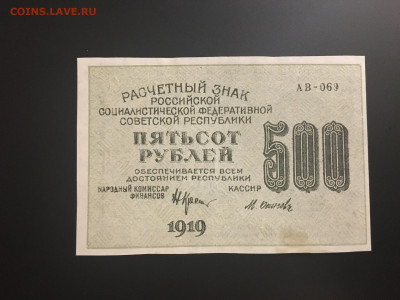 COINS.LAVE.RU
РАСЧЕТНЫЙ ЗНАК
АВ-069
РОССИЙСКОЙ
СОЦИАЛИСТИЧЕСКОЙ ФЕДЕРАТИВНОЙ
СОВЕТСКОЙ РЕСПУБЛИКИ
ПЯТЬСОТ
РУБЛЕЙ
500
ОБЕСПЕЧИВАЕТСЯ ВСЕМ
ДОСТОЯНИЕМ РЕСПУБЛИКИ
НАРОДНЫЙ КОМИССАР
ФИНАНСОВ
КАССИР
1919